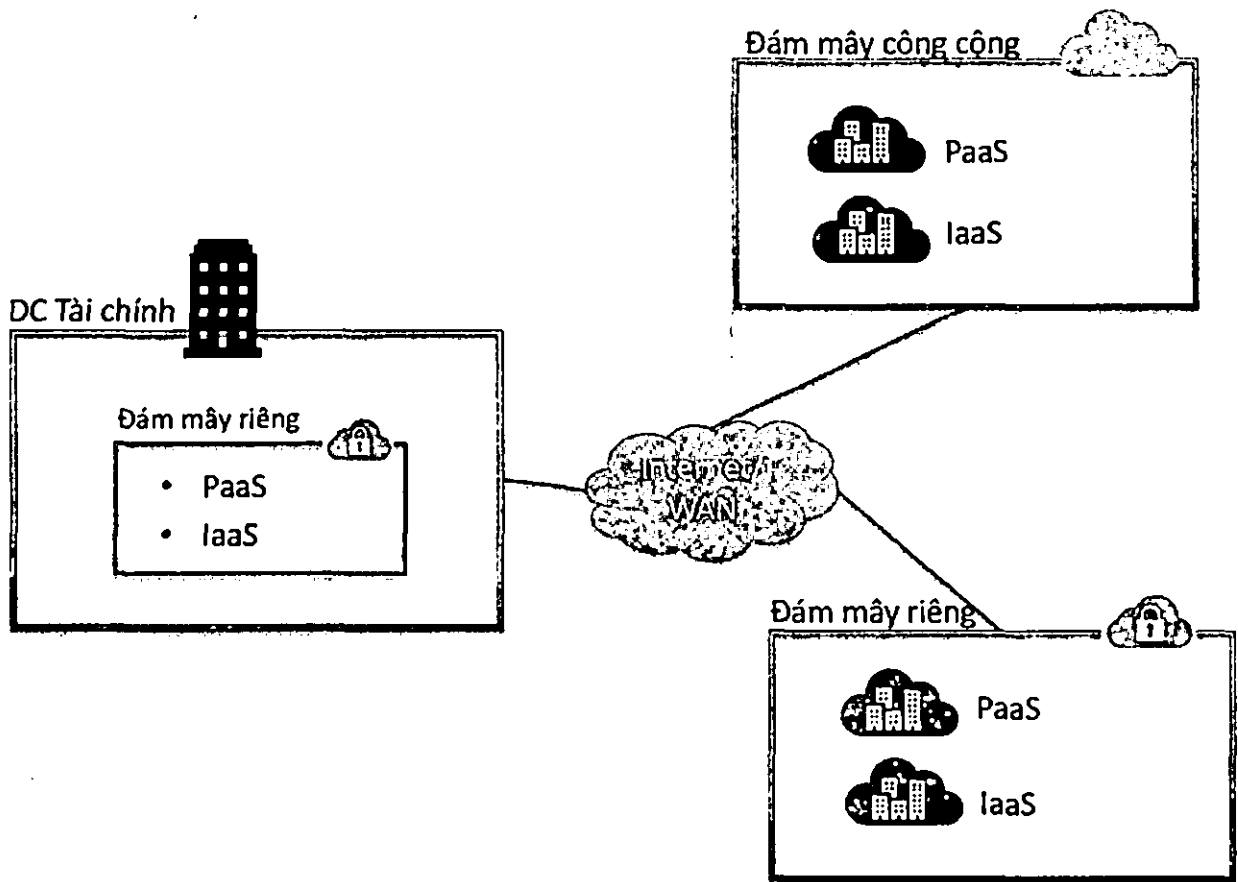 Đám mây công cộng
PaaS
IaaS
DC Tài chính
Đám mây riêng
• PaaS
• IaaS
Internet/
WAN
Đám mây riêng
PaaS
IaaS